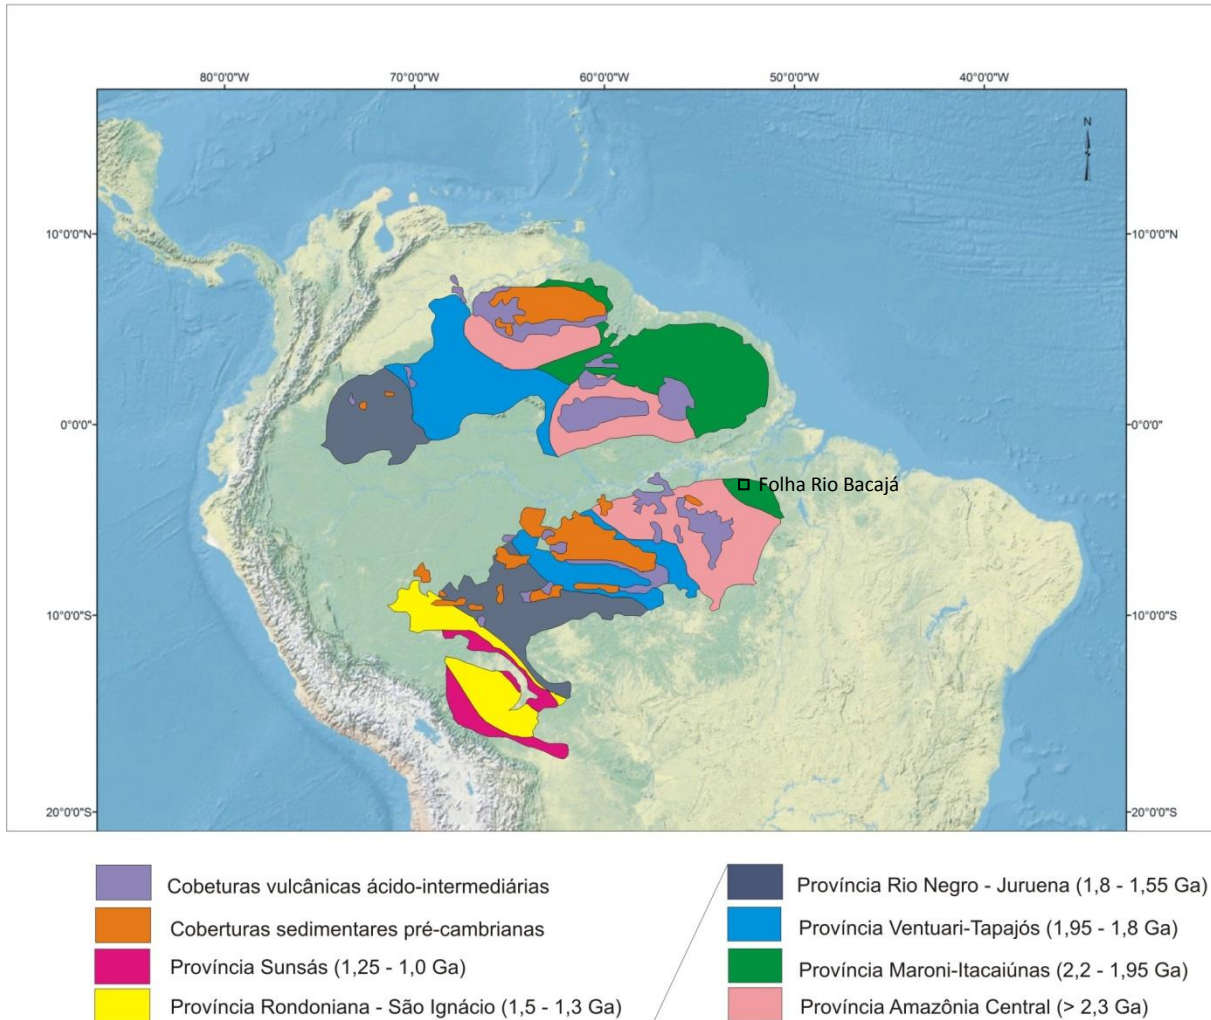 80°0'0"W 70°0'0"W 60°0'0"W 50°0'0"W 40°0'0"W
N
10°0'0"N 10°0'0"N
0°0'0" 0°0'0"
Folha Rio Bacajá
10°0'0"S 10°0'0"S
20°0'0"S 20°0'0"S
Cobeturas vulcânicas ácido-intermediárias
Coberturas sedimentares pré-cambrianas
Província Sunsás (1,25 - 1,0 Ga)
Província Rondoniana - São Ignácio (1,5 - 1,3 Ga)
Província Rio Negro - Juruena (1,8 - 1,55 Ga)
Província Ventuari-Tapajós (1,95 - 1,8 Ga)
Província Maroni-Itacaiúnas (2,2 - 1,95 Ga)
Província Amazônia Central (> 2,3 Ga)